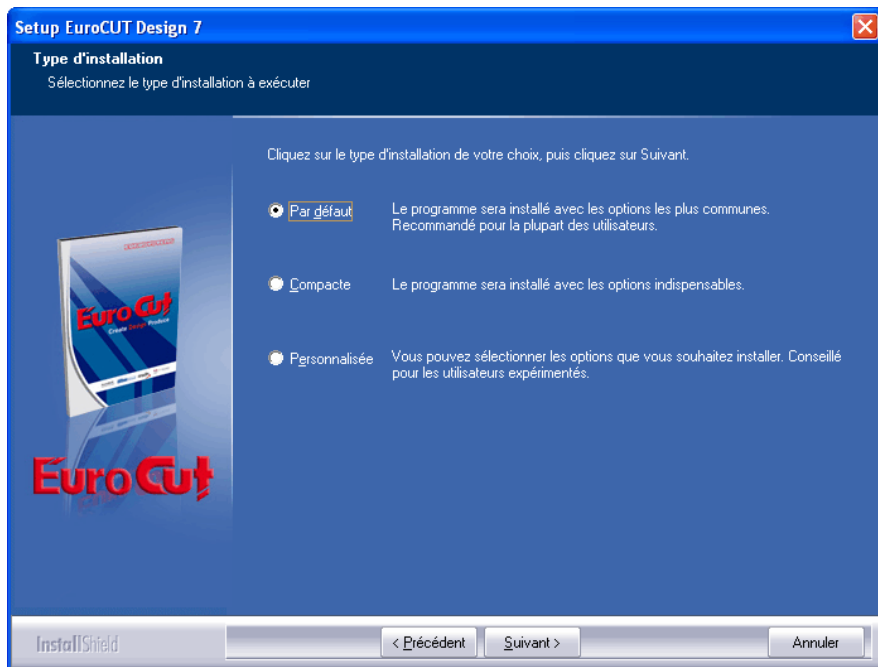 Setup EuroCUT Design 7
Type d'installation
Sélectionnez le type d'installation à exécuter
Cliquez sur le type d'installation de votre choix, puis cliquez sur Suivant.
Par défaut
Le programme sera installé avec les options les plus communes.
Recommandé pour la plupart des utilisateurs.
Compacte
Le programme sera installé avec les options indispensables.
Personnalisée
Vous pouvez sélectionner les options que vous souhaitez installer. Conseillé
pour les utilisateurs expérimentés.
Euro Cut
Create Design Produce
Euro Cut
InstallShield
< Précédent
Suivant >
Annuler